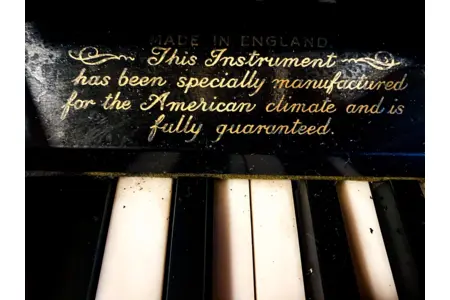 MADE IN ENGLAND
This Instrument
has been specially manufactured
for the American climate and is
fully guaranteed.